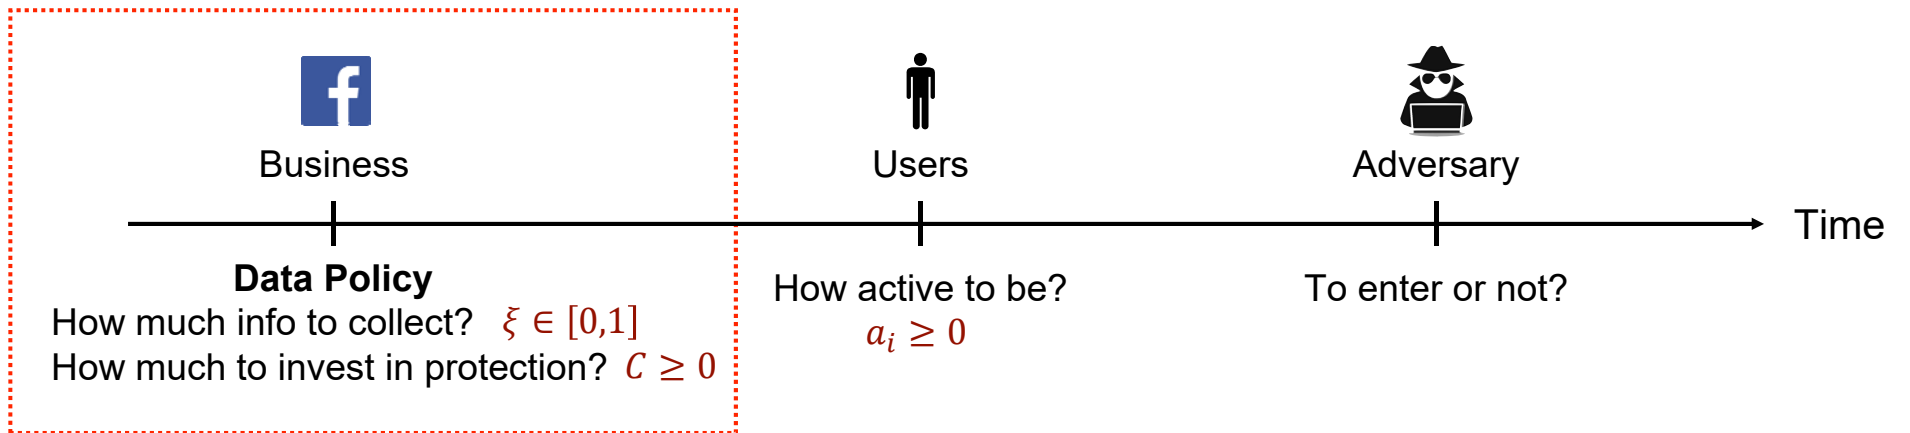 f
Business
Users
Adversary
Time
Data Policy
How much info to collect? ξ ∈ [0,1]
How much to invest in protection? C ≥ 0
How active to be?
a_i ≥ 0
To enter or not?